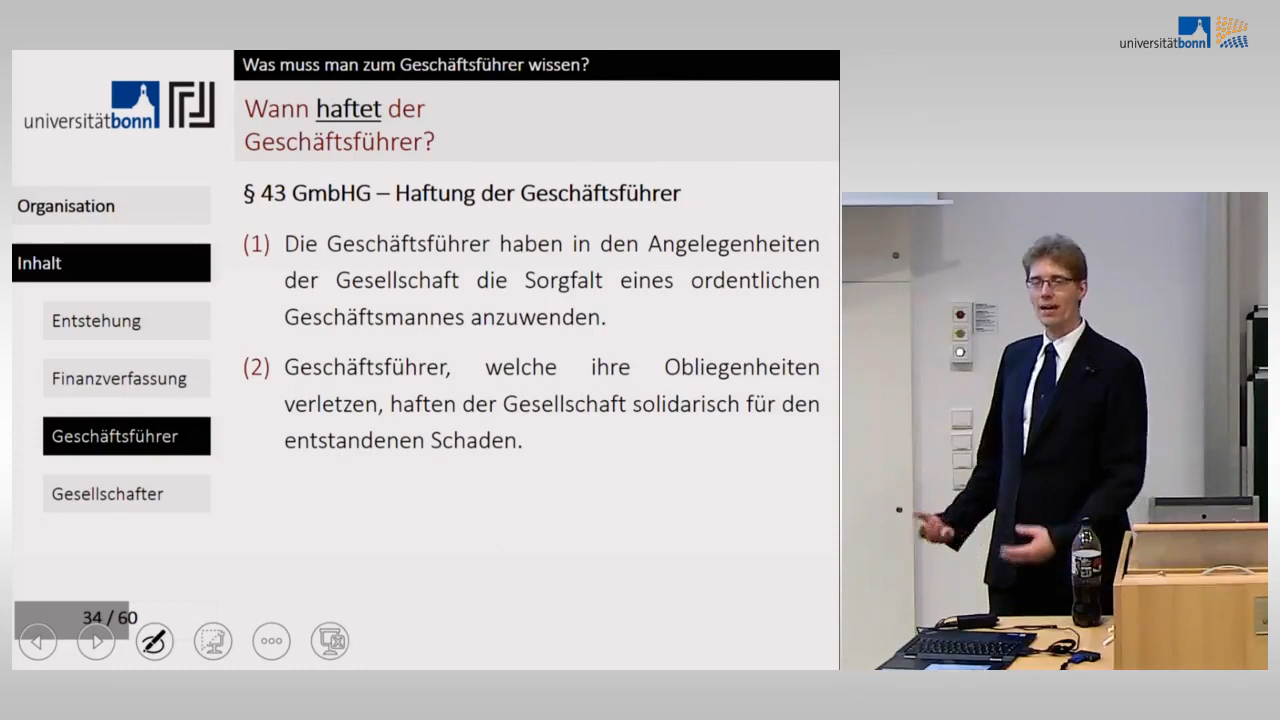 universitätbonn
Was muss man zum Geschäftsführer wissen?
universitätbonn
Wann haftet der
Geschäftsführer?
Organisation
Inhalt
Entstehung
Finanzverfassung
Geschäftsführer
Gesellschafter
§ 43 GmbHG – Haftung der Geschäftsführer
(1) Die Geschäftsführer haben in den Angelegenheiten
der Gesellschaft die Sorgfalt eines ordentlichen
Geschäftsmannes anzuwenden.
(2) Geschäftsführer, welche ihre Obliegenheiten
verletzen, haften der Gesellschaft solidarisch für den
entstandenen Schaden.
34 / 60